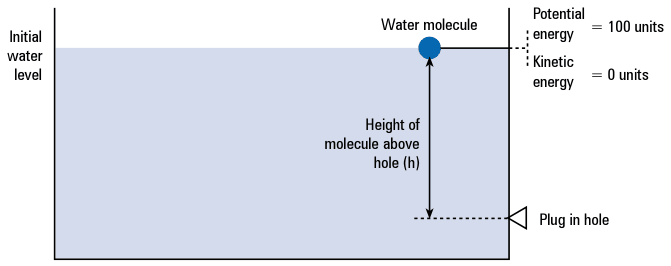 Water molecule
Initial
water
level
Potential
energy
= 100 units
Kinetic
energy
= 0 units
Height of
molecule above
hole (h)
Plug in hole